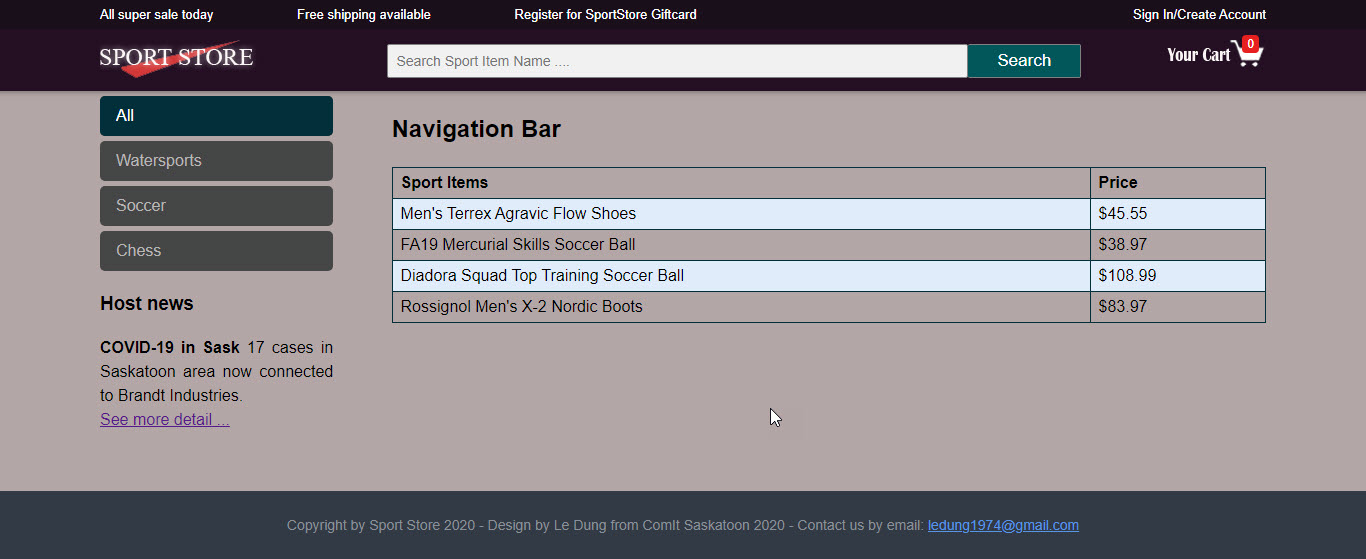 All super sale today
Free shipping available
Register for SportStore Giftcard
Sign In/Create Account
SPORT STORE
Search Sport Item Name ....
Search
Your Cart
0
All
Watersports
Soccer
Chess
Host news
COVID-19 in Sask 17 cases in
Saskatoon area now connected
to Brandt Industries.
See more detail ...
Navigation Bar
Sport Items Price
Men's Terrex Agravic Flow Shoes $45.55
FA19 Mercurial Skills Soccer Ball $38.97
Diadora Squad Top Training Soccer Ball $108.99
Rossignol Men's X-2 Nordic Boots $83.97
Copyright by Sport Store 2020 - Design by Le Dung from ComIt Saskatoon 2020 - Contact us by email: ledung1974@gmail.com